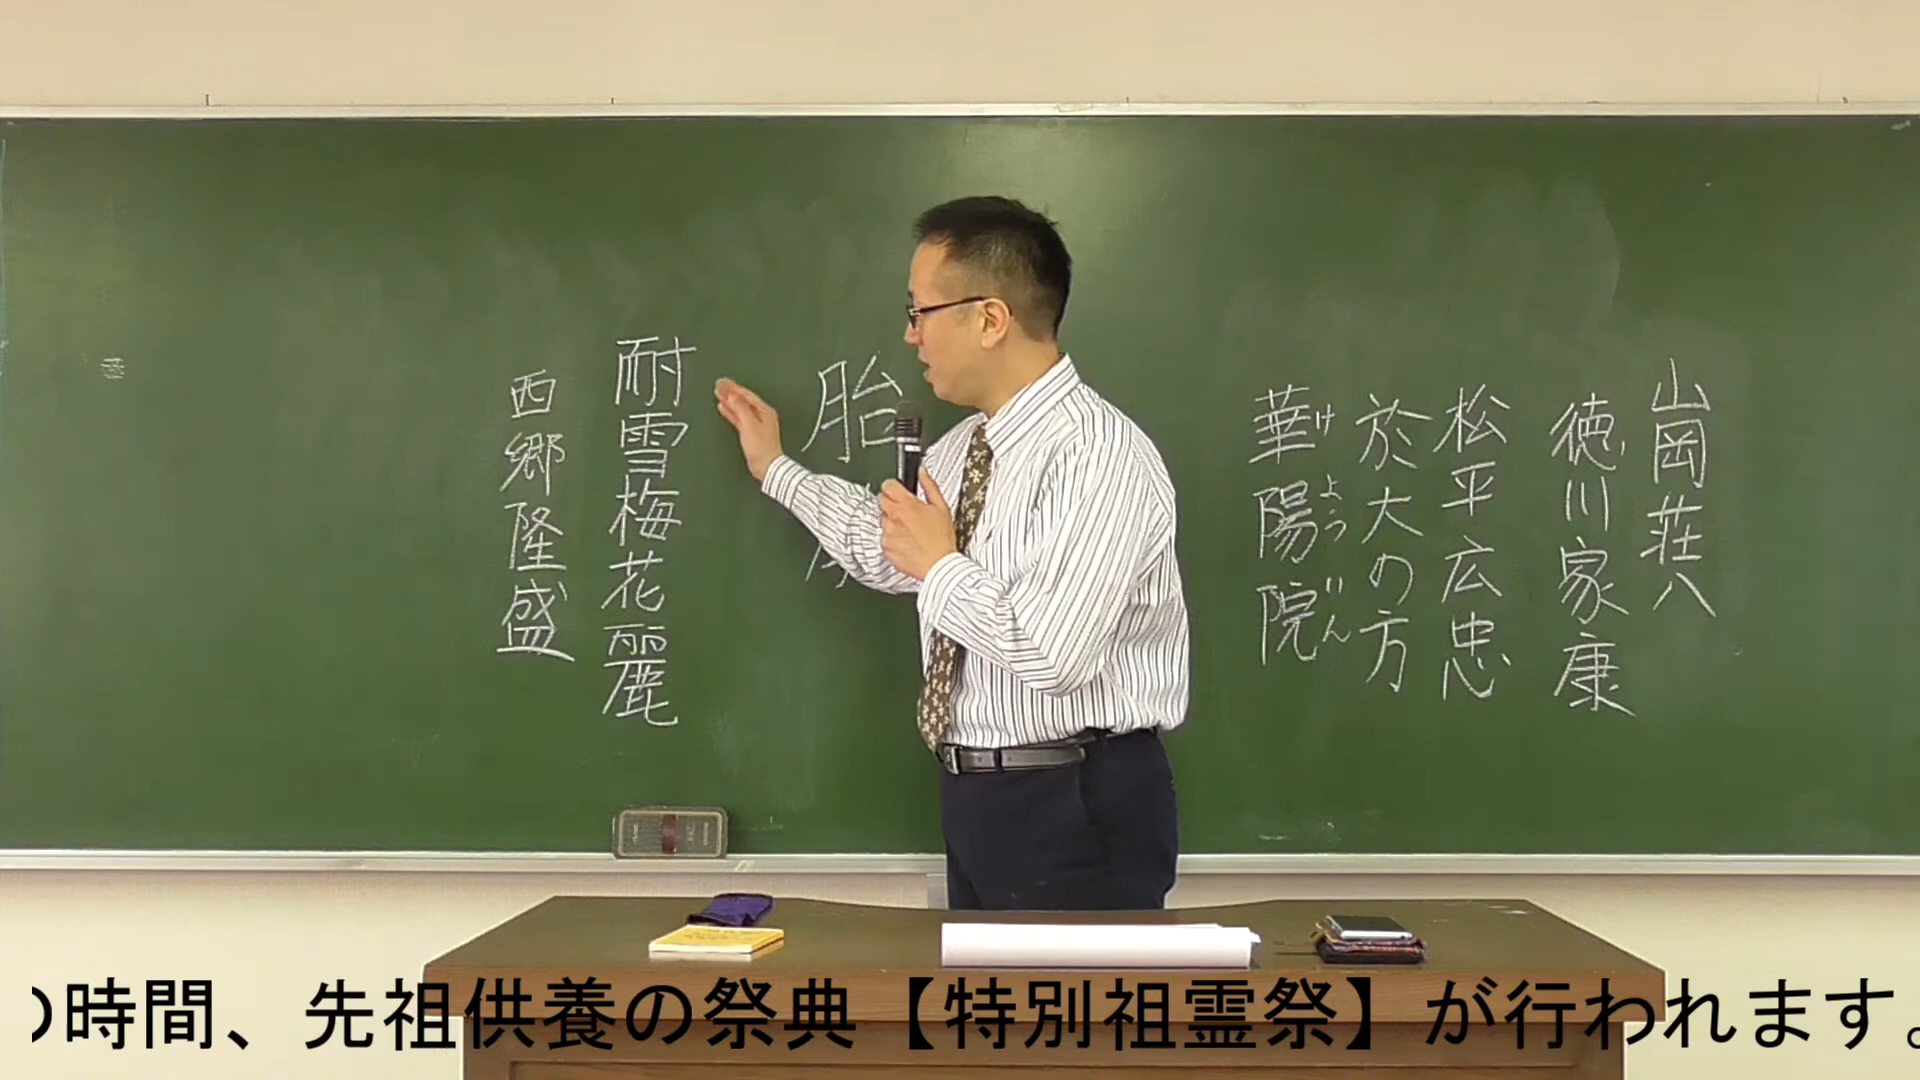 山岡荘八
徳川家康
松平広忠
於大の方
華陽院
けよういん
胎
耐雪梅花麗
西郷隆盛
の時間、先祖供養の祭典【特別祖霊祭】が行われます。